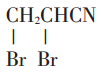 CH₂CHCN
| |
Br Br